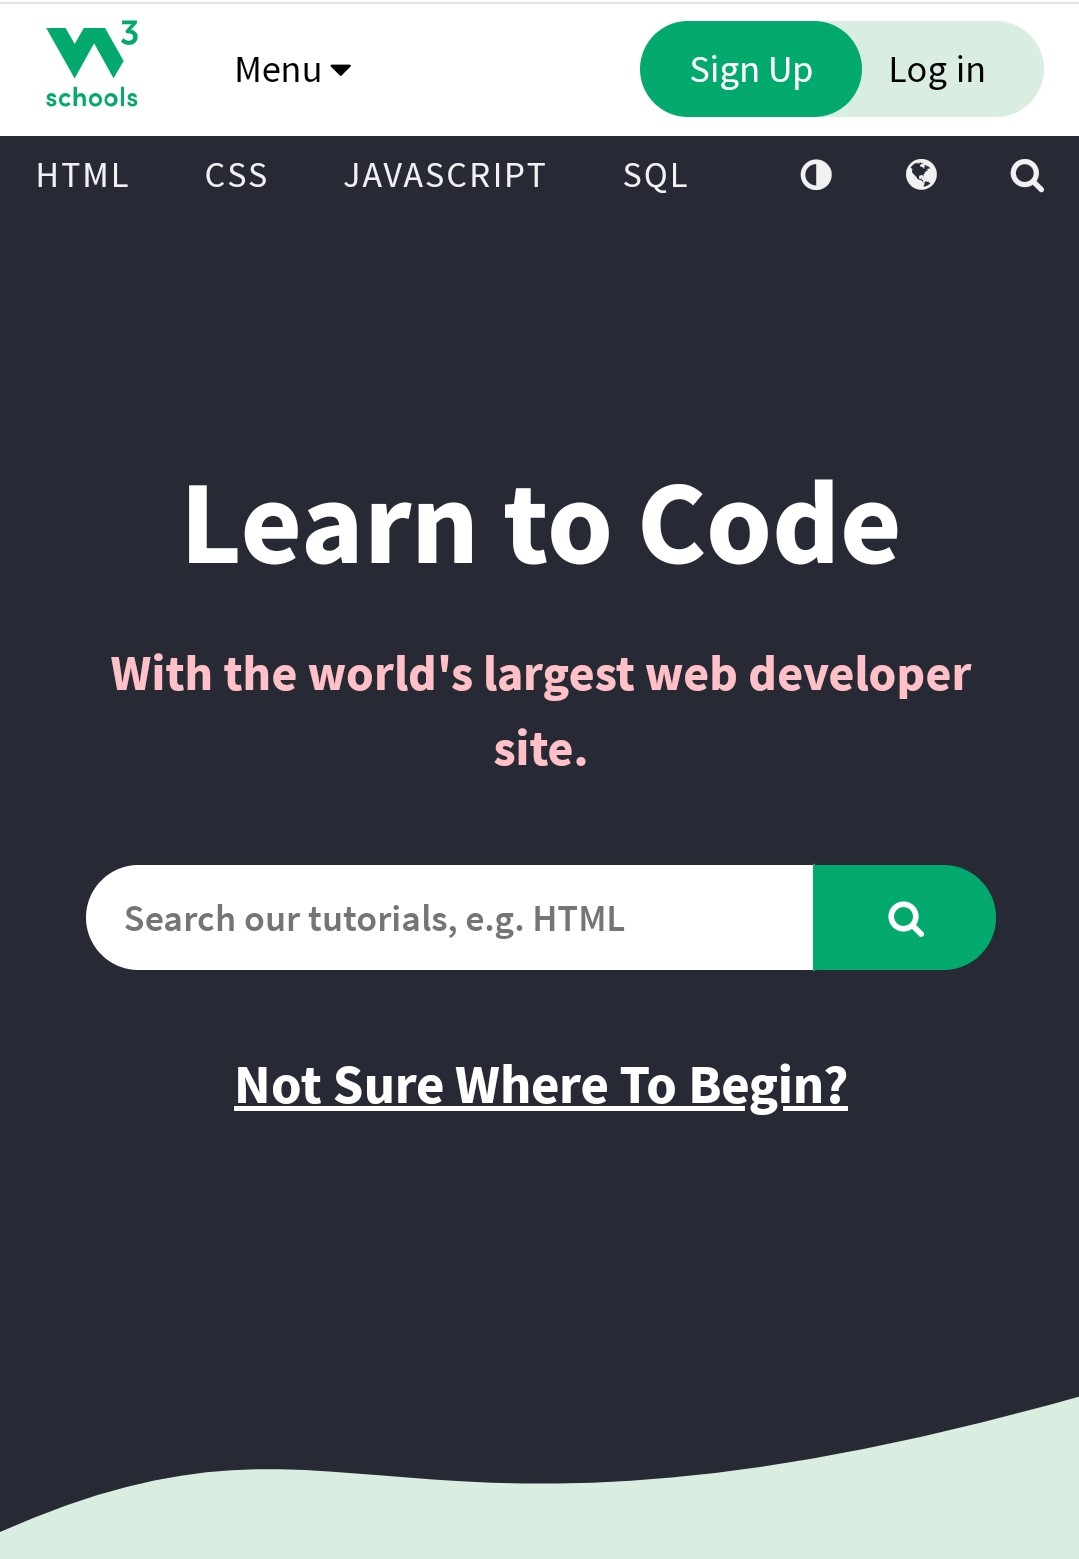 W3
schools
Menu
Sign Up
Log in
HTML CSS JAVASCRIPT SQL
Learn to Code
With the world's largest web developer
site.
Search our tutorials, e.g. HTML
Not Sure Where To Begin?